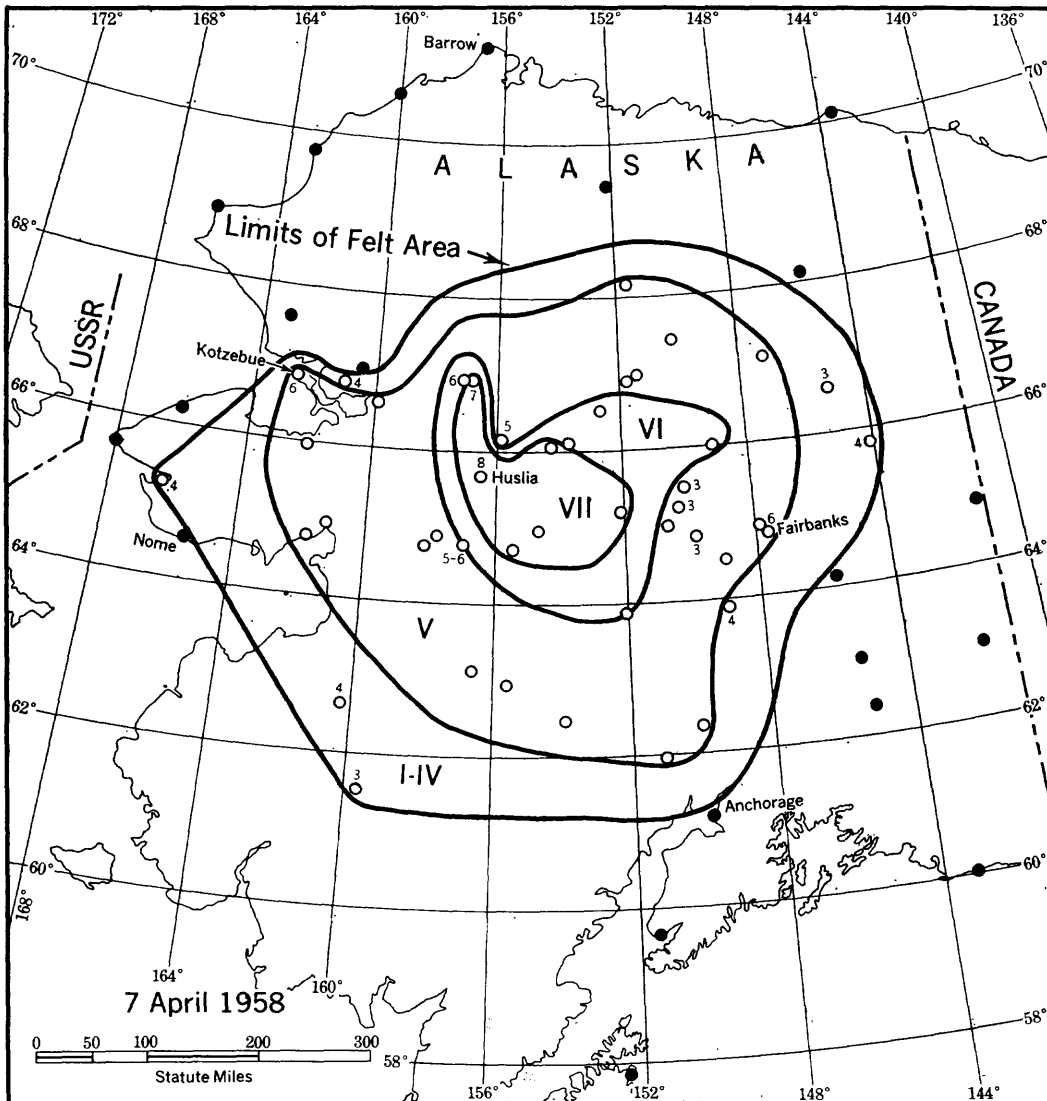 172° 168° 164° 160° 156° 152° 148° 144° 140° 136°
Barrow
70° 70°
A L A S K A
68° 68°
Limits of Felt Area
USSR
CANADA
Kotzebue
6 4
6 7
3
66° 66°
5
VI
4
8
Huslia
3
VII
3
6
Fairbanks
4
3
Nome
5-6
64° 64°
4
V
4
62° 62°
3
I-IV
Anchorage
60° 60°
168°
164°
160°
7 April 1958
0 50 100 200 300
Statute Miles
58° 58°
156° 152° 148° 144°